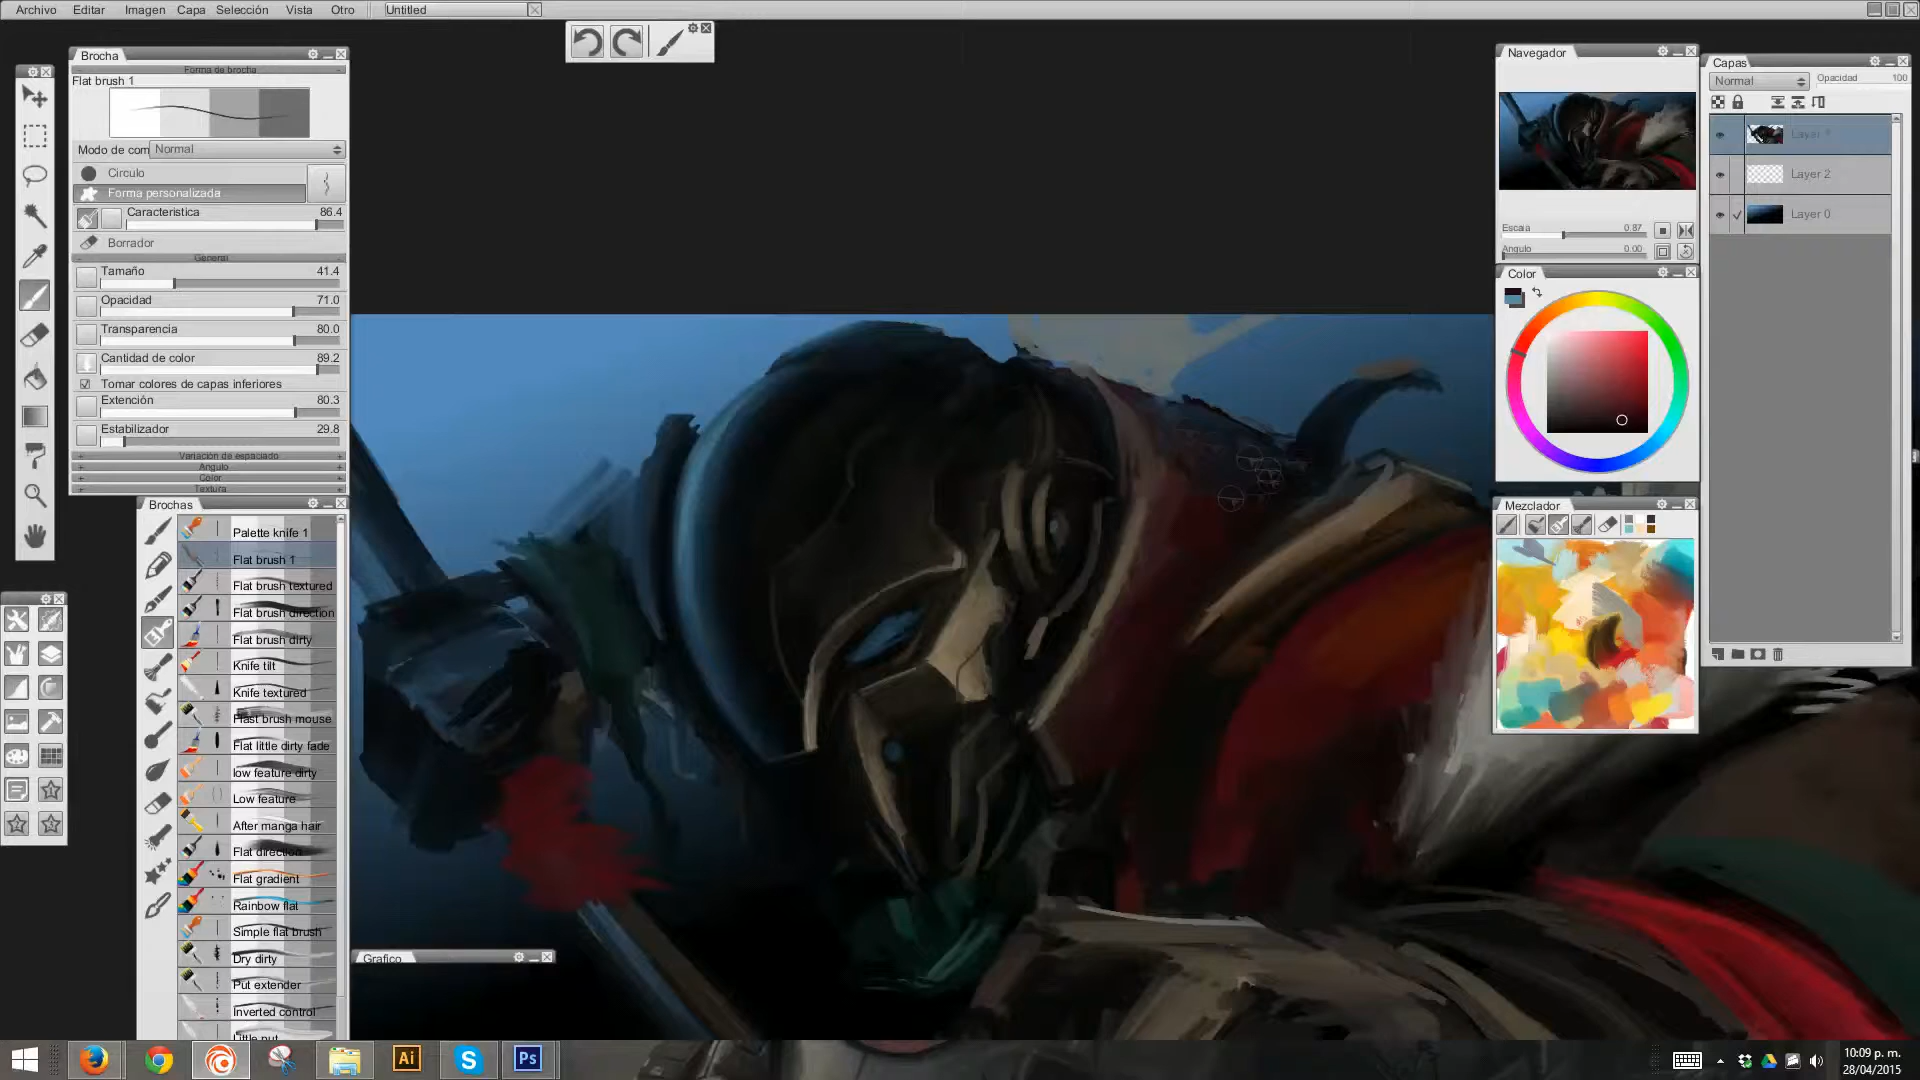 Archivo Editar Imagen Capa Selección Vista Otro Untitled
Brocha
Forma de brocha
Flat brush 1
Modo de com Normal
Circulo
Forma personalizada
Caracteristica 86.4
Borrador
General
Tamaño 41.4
Opacidad 71.0
Transparencia 80.0
Cantidad de color 89.2
Tomar colores de capas inferiores
Extención 80.3
Estabilizador 29.8
Variación de espaciado
Angulo
Color
Textura
Brochas
Palette knife 1
Flat brush 1
Flat brush textured
Flat brush direction
Flat brush dirty
Knife tilt
Knife textured
Plast brush mouse
Flat little dirty fade
low feature dirty
Low feature
After manga hair
Flat direction
Flat gradient
Rainbow flat
Simple flat brush
Dry dirty
Put extender
Inverted control
Little put
Grafico
Navegador
Escala 0.87
Angulo 0.00
Color
Mezclador
Capas
Normal Opacidad 100
Layer 2
Layer 0
Ai
Ps
10:09 p. m.
28/04/2015